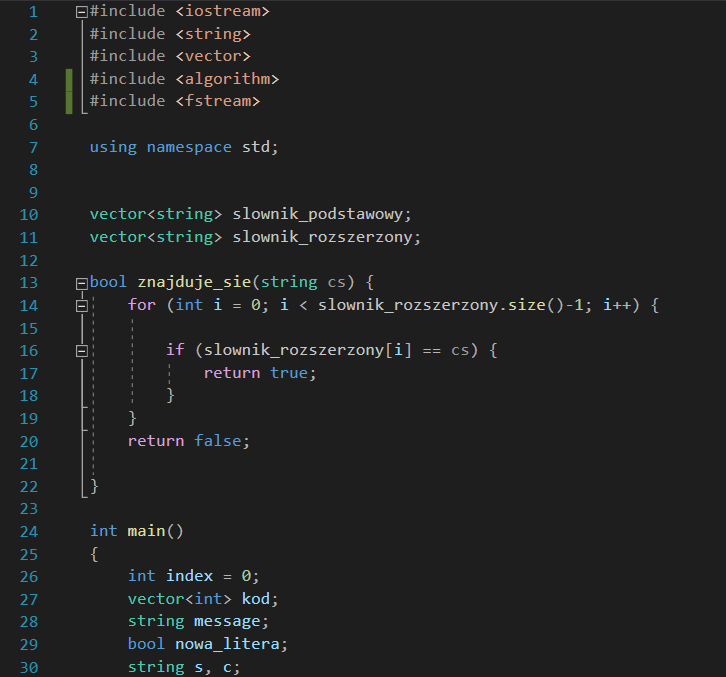 1 #include <iostream>
2 #include <string>
3 #include <vector>
4 #include <algorithm>
5 #include <fstream>
6
7 using namespace std;
8
9
10 vector<string> slownik_podstawowy;
11 vector<string> slownik_rozszerzony;
12
13 bool znajduje_sie(string cs) {
14 for (int i = 0; i < slownik_rozszerzony.size()-1; i++) {
15
16 if (slownik_rozszerzony[i] == cs) {
17 return true;
18 }
19 }
20 return false;
21
22 }
23
24 int main()
25 {
26 int index = 0;
27 vector<int> kod;
28 string message;
29 bool nowa_litera;
30 string s, c;